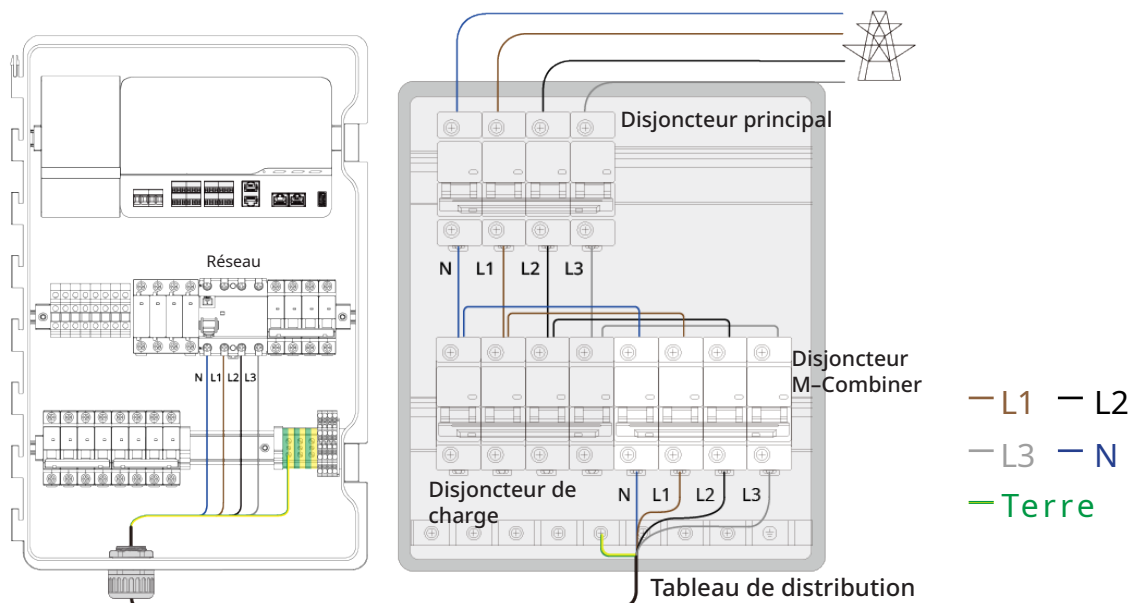 Disjoncteur principal
Réseau
N L1 L2 L3
N L1 L2 L3
Disjoncteur
M–Combiner
Disjoncteur de
charge
N L1 L2 L3
Tableau de distribution
L1 L2
L3 N
Terre